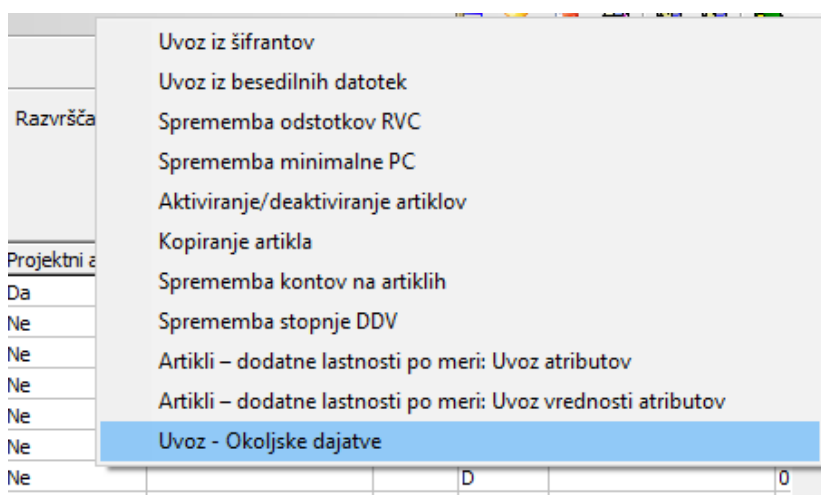 Uvoz iz šifrantov
Uvoz iz besedilnih datotek
Razvršča
Sprememba odstotkov RVC
Sprememba minimalne PC
Aktiviranje/deaktiviranje artiklov
Kopiranje artikla
Projektni a
Sprememba kontov na artiklih
Da
Sprememba stopnje DDV
Ne
Artikli – dodatne lastnosti po meri: Uvoz atributov
Ne
Ne
Artikli – dodatne lastnosti po meri: Uvoz vrednosti atributov
Ne
Uvoz - Okoljske dajatve
Ne
Ne D 0